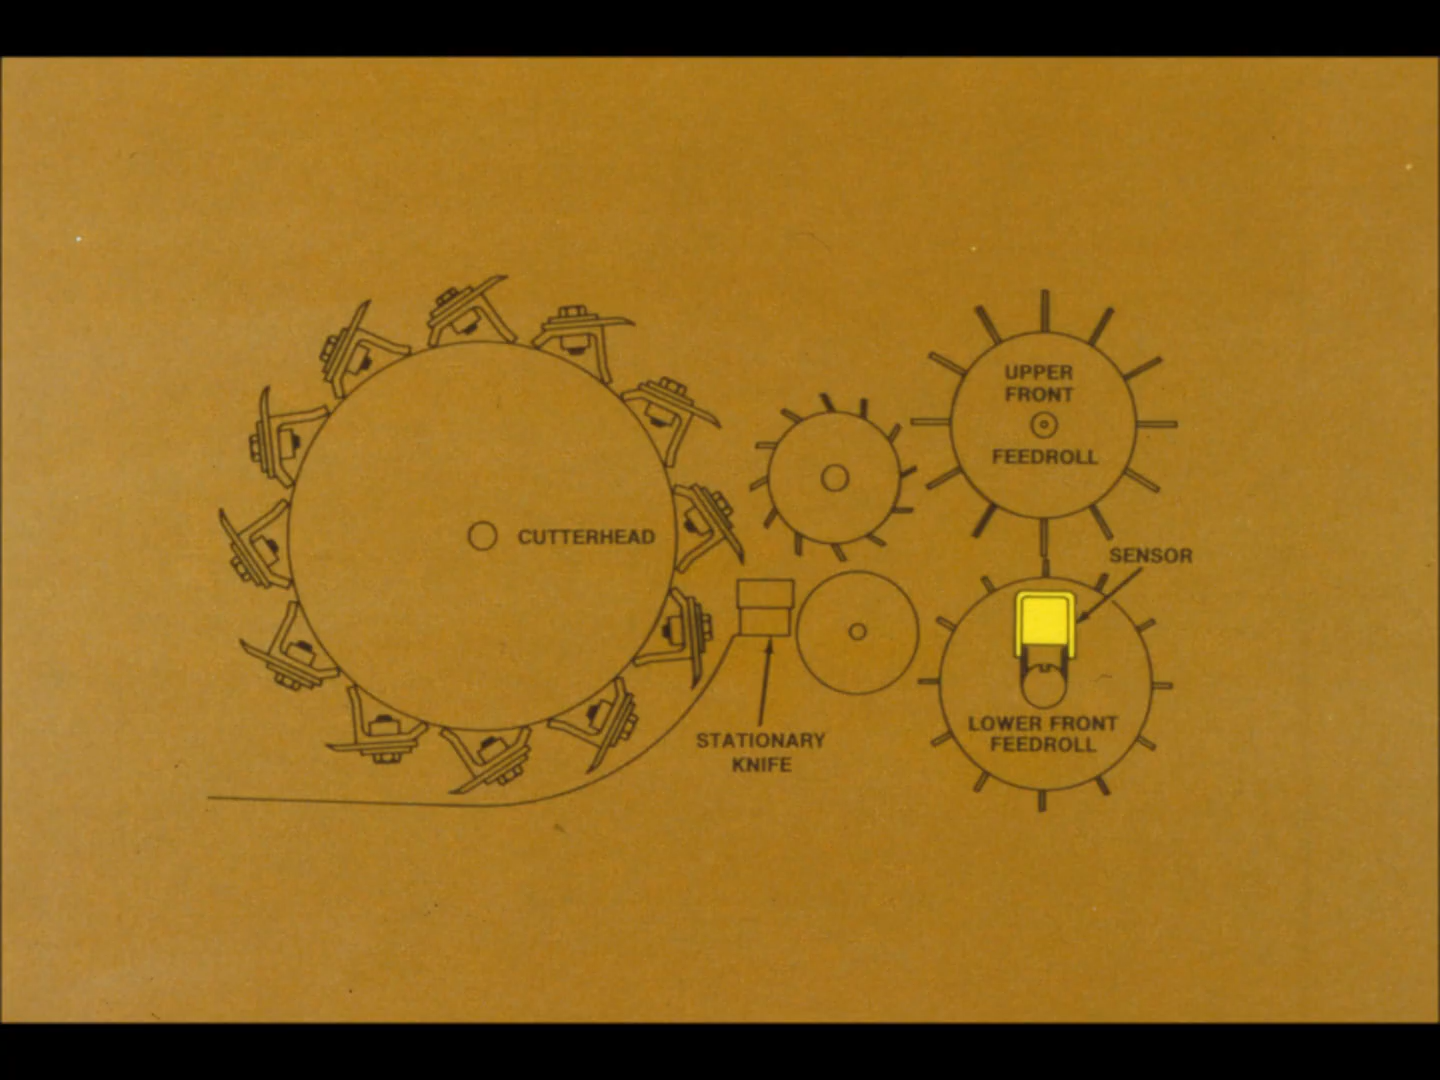 UPPER
FRONT
FEEDROLL
CUTTERHEAD
SENSOR
STATIONARY
KNIFE
LOWER FRONT
FEEDROLL